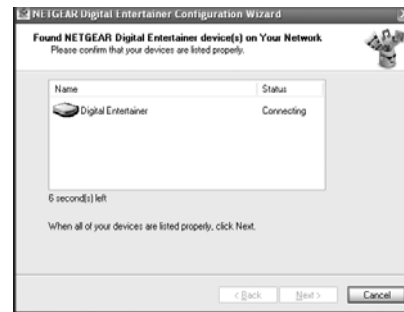 NETGEAR Digital Entertainer Configuration Wizard
Found NETGEAR Digital Entertainer device(s) on Your Network
Please confirm that your devices are listed properly.
Name Status
Digital Entertainer Connecting
6 second(s) left
When all of your devices are listed properly, click Next.
< Back Next > Cancel